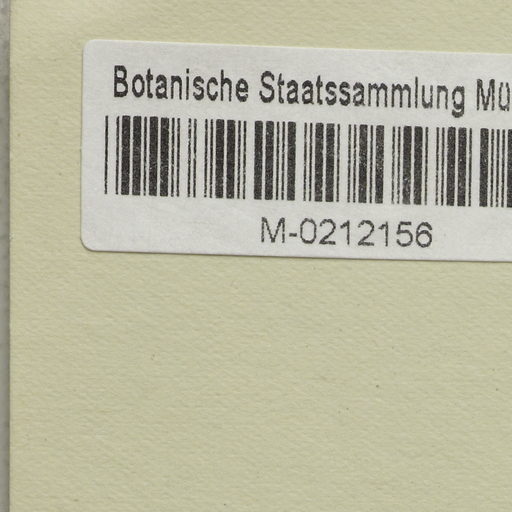 Botanische Staatssammlung Mü
M-0212156